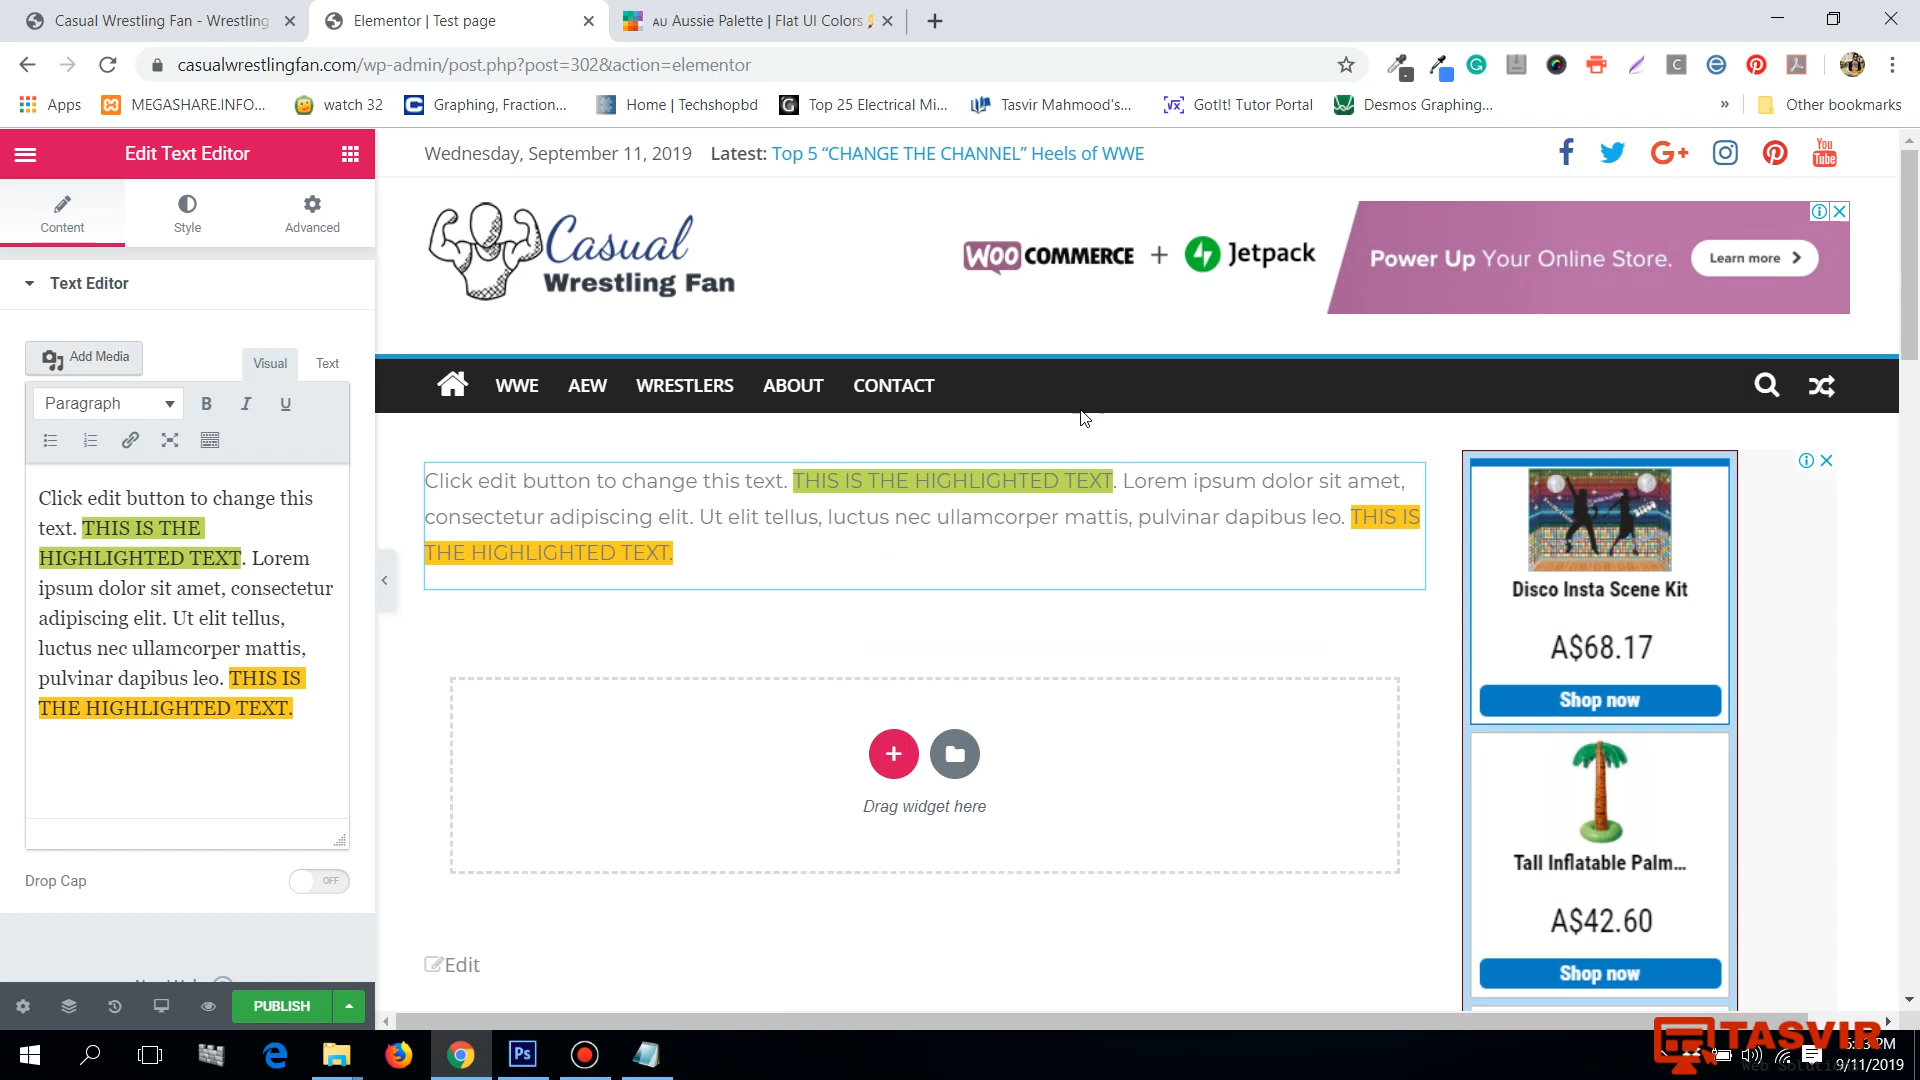 Casual Wrestling Fan - Wrestling
Elementor | Test page
AU Aussie Palette | Flat UI Colors
casualwrestlingfan.com/wp-admin/post.php?post=302&action=elementor
Apps
MEGASHARE.INFO...
watch 32
Graphing, Fraction...
Home | Techshopbd
Top 25 Electrical Mi...
Tasvir Mahmood's...
GotIt! Tutor Portal
Desmos Graphing...
»
Other bookmarks
Edit Text Editor
Content
Style
Advanced
Text Editor
Add Media
Visual
Text
Paragraph
B
I
U
Click edit button to change this
text. THIS IS THE
HIGHLIGHTED TEXT. Lorem
ipsum dolor sit amet, consectetur
adipiscing elit. Ut elit tellus,
luctus nec ullamcorper mattis,
pulvinar dapibus leo. THIS IS
THE HIGHLIGHTED TEXT.
Drop Cap
OFF
PUBLISH
Wednesday, September 11, 2019
Latest: Top 5 “CHANGE THE CHANNEL” Heels of WWE
You
Tube
Casual
Wrestling Fan
WOO COMMERCE + Jetpack
Power Up Your Online Store.
Learn more
WWE
AEW
WRESTLERS
ABOUT
CONTACT
Click edit button to change this text. THIS IS THE HIGHLIGHTED TEXT. Lorem ipsum dolor sit amet,
consectetur adipiscing elit. Ut elit tellus, luctus nec ullamcorper mattis, pulvinar dapibus leo. THIS IS
THE HIGHLIGHTED TEXT.
Drag widget here
Edit
Disco Insta Scene Kit
A$68.17
Shop now
Tall Inflatable Palm...
A$42.60
Shop now
Ps
TASVIR
PM
9/11/2019